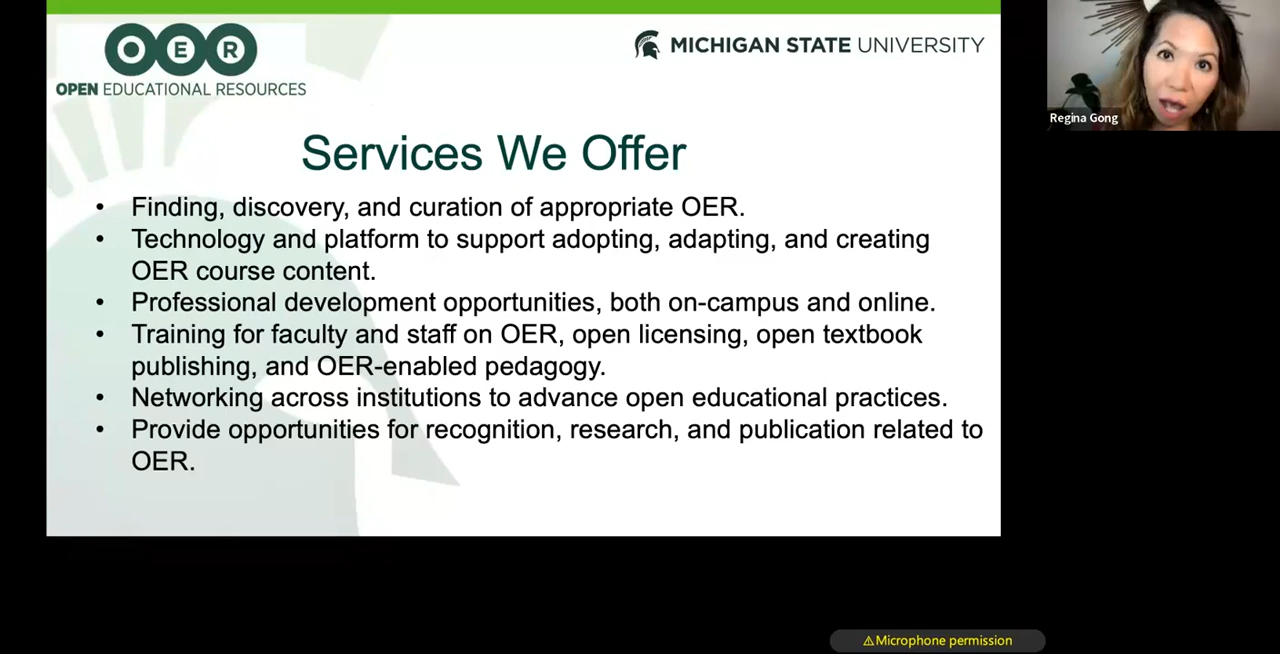 OER
OPEN EDUCATIONAL RESOURCES
MICHIGAN STATE UNIVERSITY
Regina Gong
Services We Offer
• Finding, discovery, and curation of appropriate OER.
• Technology and platform to support adopting, adapting, and creating
OER course content.
• Professional development opportunities, both on-campus and online.
• Training for faculty and staff on OER, open licensing, open textbook
publishing, and OER-enabled pedagogy.
• Networking across institutions to advance open educational practices.
• Provide opportunities for recognition, research, and publication related to
OER.
⚠Microphone permission